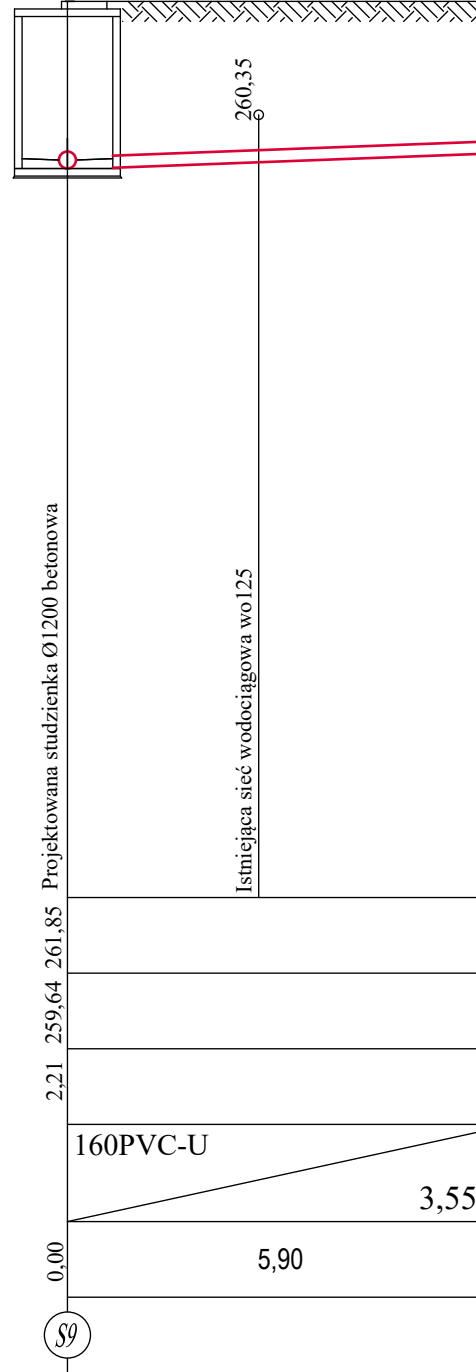 260,35
Projektowana studzienka Ø1200 betonowa
Istniejąca sieć wodociągowa wo125
261,85
259,64
2,21
160PVC-U
3,55
0,00
5,90
S9